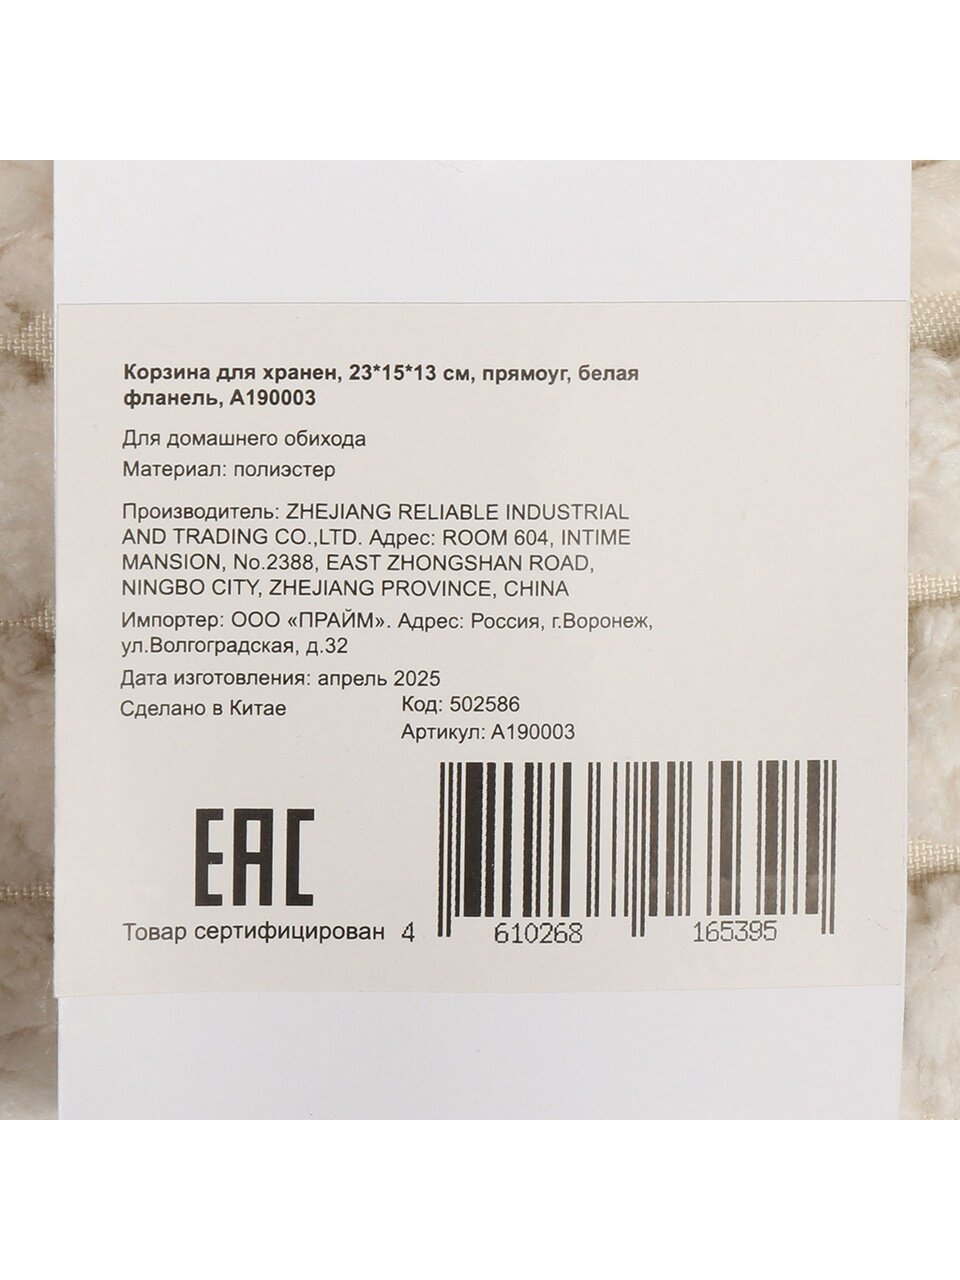 Корзина для хранен, 23*15*13 см, прямоуг, белая
фланель, A190003
Для домашнего обихода
Материал: полиэстер
Производитель: ZHEJIANG RELIABLE INDUSTRIAL
AND TRADING CO.,LTD. Адрес: ROOM 604, INTIME
MANSION, No.2388, EAST ZHONGSHAN ROAD,
NINGBO CITY, ZHEJIANG PROVINCE, CHINA
Импортер: ООО «ПРАЙМ». Адрес: Россия, г.Воронеж,
ул.Волгоградская, д.32
Дата изготовления: апрель 2025
Сделано в Китае
Код: 502586
Артикул: A190003
EAC
Товар сертифицирован
4 610268 165395